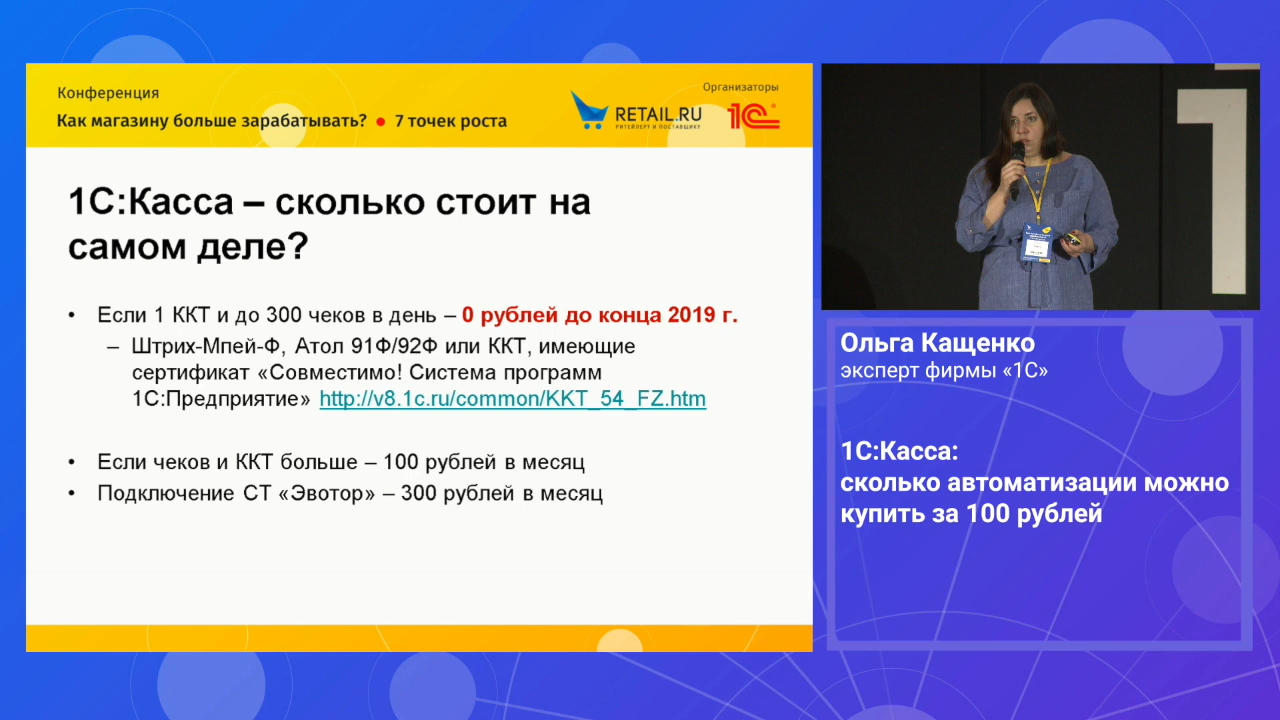 Конференция
Как магазину больше зарабатывать? • 7 точек роста
Организаторы
RETAIL.RU
РИТЕЙЛЕРУ И ПОСТАВЩИКУ
1С
1С:Касса – сколько стоит на
самом деле?
• Если 1 ККТ и до 300 чеков в день – 0 рублей до конца 2019 г.
– Штрих-Мпей-Ф, Атол 91Ф/92Ф или ККТ, имеющие
сертификат «Совместимо! Система программ
1С:Предприятие» http://v8.1c.ru/common/KKT_54_FZ.htm
• Если чеков и ККТ больше – 100 рублей в месяц
• Подключение СТ «Эвотор» – 300 рублей в месяц
1
Ольга Кащенко
эксперт фирмы «1С»
1С:Касса:
сколько автоматизации можно
купить за 100 рублей